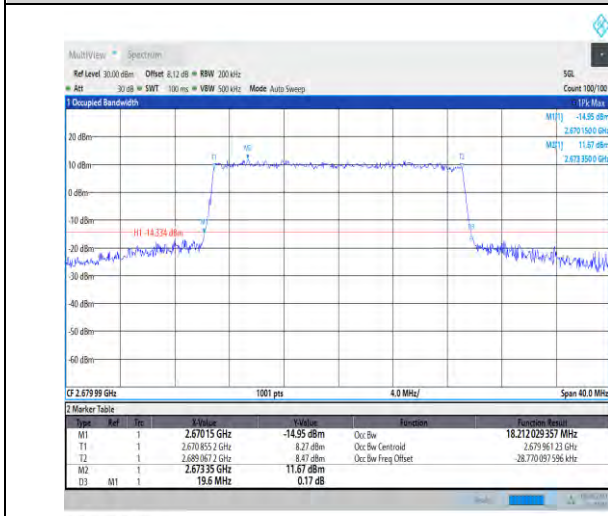 MultiView Spectrum
Ref Level 30.00 dBm Offset 8.12 dB RBW 200 kHz SGL
Att 30 dB SWT 100 ms VBW 500 kHz Mode Auto Sweep Count 100/100
1 Occupied Bandwidth 1Pk Max
M1[1] -14.95 dBm
2.670 150 0 GHz
M2[1] 11.67 dBm
2.673 350 0 GHz
20 dBm
T1 M2 T2
10 dBm
0 dBm
-10 dBm
H1 -14.334 dBm
-20 dBm
-30 dBm
-40 dBm
-50 dBm
-60 dBm
CF 2.679 99 GHz 1001 pts 4.0 MHz/ Span 40.0 MHz
2 Marker Table
Type Ref Trc X-Value Y-Value Function Function Result
M1 1 2.67015 GHz -14.95 dBm Occ Bw 18.212 029 357 MHz
T1 1 2.670 855 2 GHz 8.27 dBm Occ Bw Centroid 2.679 961 23 GHz
T2 1 2.689 067 2 GHz 8.47 dBm Occ Bw Freq Offset -28.770 097 596 kHz
M2 1 2.673 35 GHz 11.67 dBm
D3 M1 1 19.6 MHz 0.17 dB